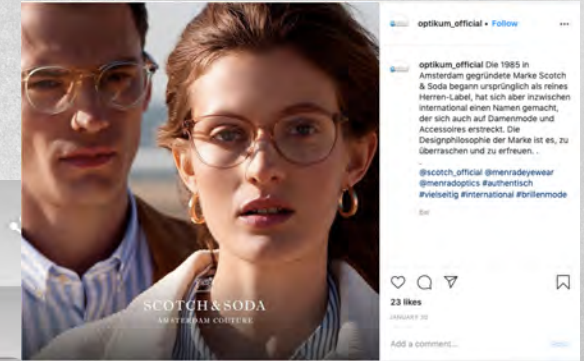 SCOTCH & SODA
AMSTERDAM COUTURE
optikum_official • Follow
optikum_official Die 1985 in
Amsterdam gegründete Marke Scotch
& Soda begann ursprünglich als reines
Herren-Label, hat sich aber inzwischen
international einen Namen gemacht,
der sich auch auf Damenmode und
Accessoires erstreckt. Die
Designphilosophie der Marke ist es, zu
überraschen und zu erfreuen. .
.
@scotch_official @menradeyewear
@menradoptics #authentisch
#vielseitig #international #brillenmode
23 likes
JANUARY 30
Add a comment...